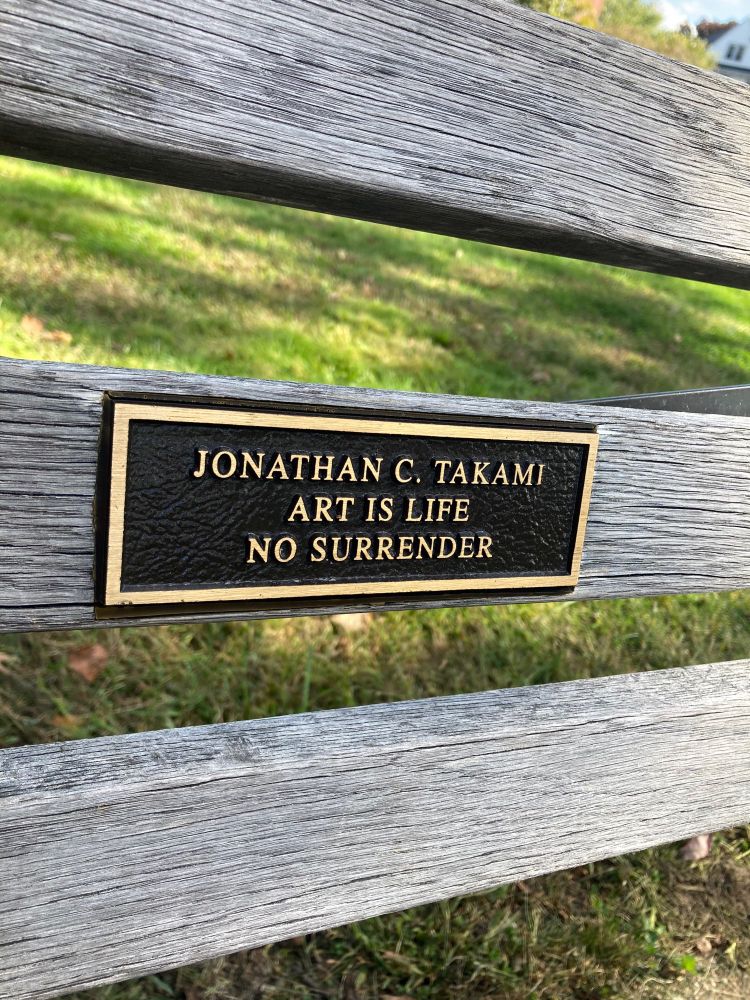 JONATHAN C. TAKAMI
ART IS LIFE
NO SURRENDER